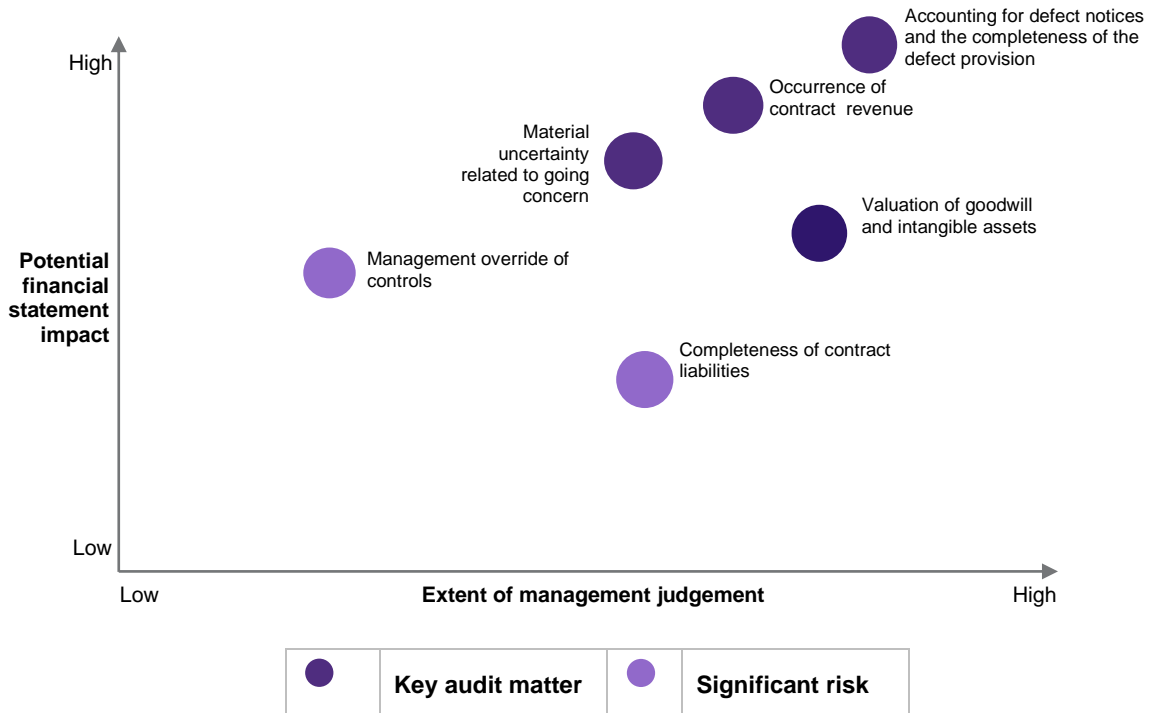 Accounting for defect notices
and the completeness of the
defect provision
High
Occurrence of
contract revenue
Material
uncertainty
related to going
concern
Valuation of goodwill
and intangible assets
Management override of
controls
Potential
financial
statement
impact
Completeness of contract
liabilities
Low
Low
Extent of management judgement
High
Key audit matter
Significant risk